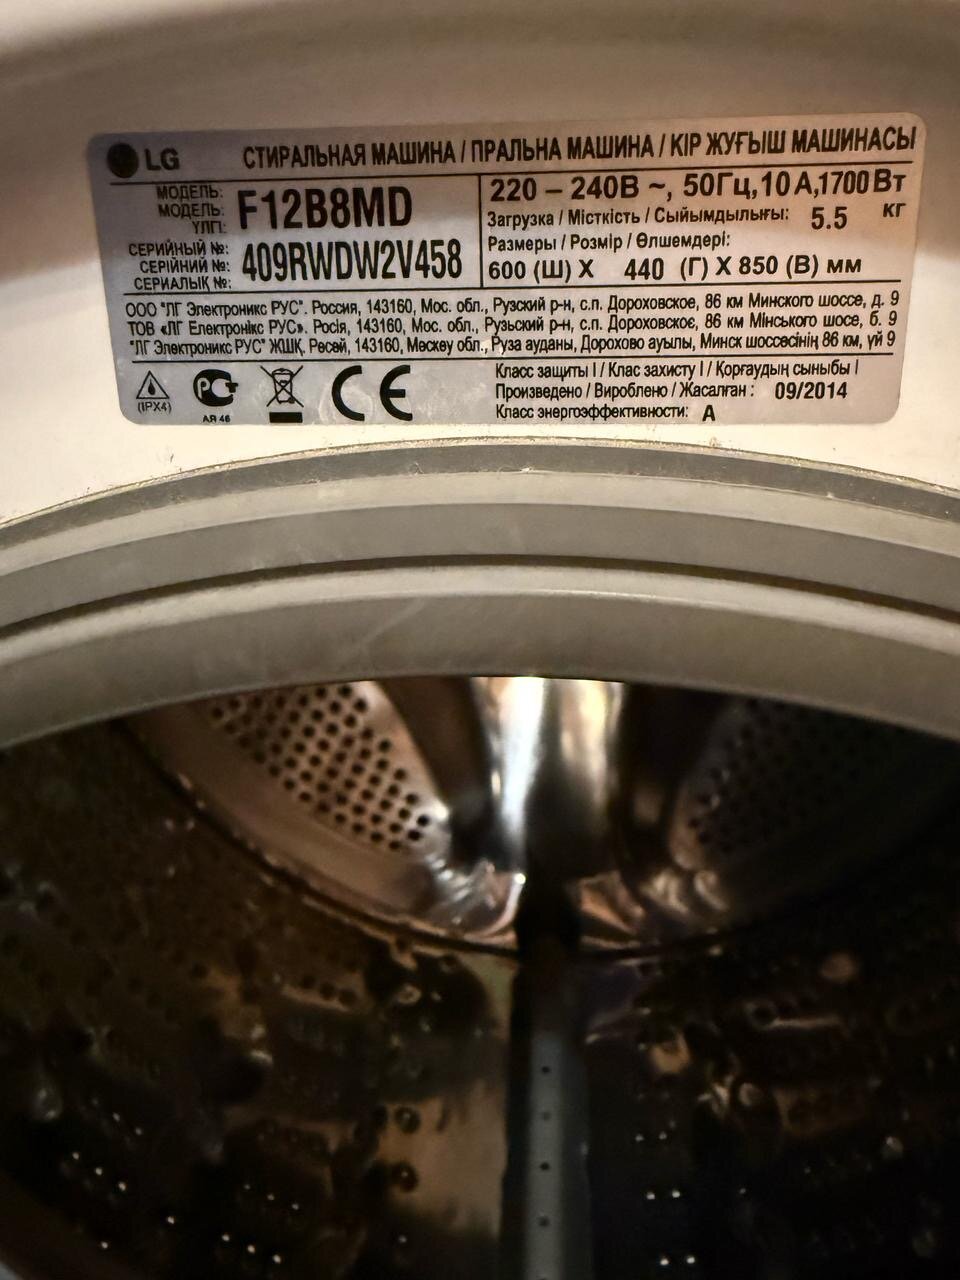 LG СТИРАЛЬНАЯ МАШИНА / ПРАЛЬНА МАШИНА / КІР ЖУҒЫШ МАШИНАСЫ
МОДЕЛЬ:
МОДЕЛЬ:
ҮЛГІ:
F12B8MD
СЕРИЙНЫЙ №:
СЕРІЙНИЙ №:
СЕРИАЛЫҚ №:
409RWDW2V458
220 – 240В ~, 50Гц,10 А,1700 Вт
Загрузка / Місткість / Сыйымдылығы: 5.5 кг
Размеры / Розмір / Өлшемдері:
600 (Ш) X 440 (Г) X 850 (В) мм
ООО "ЛГ Электроникс РУС". Россия, 143160, Мос. обл., Рузский р-н, с.п. Дороховское, 86 км Минского шоссе, д. 9
ТОВ «ЛГ Електронікс РУС». Росія, 143160, Мос. обл., Рузьский р-н, с.п. Дороховское, 86 км Мінського шосе, б. 9
"ЛГ Электроникс РУС" ЖШҚ. Ресей, 143160, Мәскеу обл., Руза ауданы, Дорохово ауылы, Минск шоссесінің 86 км, үй 9
(IPX4)
РСТ
АЯ 46
CE
Класс защиты I / Клас захисту I / Қорғаудың сыныбы I
Произведено / Вироблено / Жасалған : 09/2014
Класс энергоэффективности: A